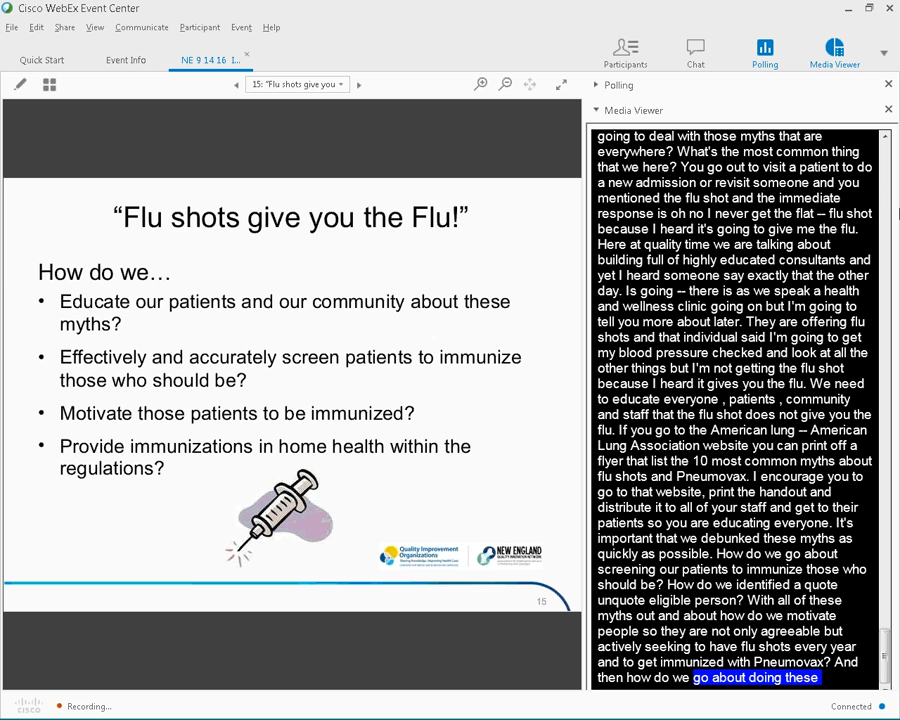 Cisco WebEx Event Center
File Edit Share View Communicate Participant Event Help
Quick Start Event Info NE 9 14 16 I...
Participants Chat Polling Media Viewer
15: "Flu shots give you
Polling
Media Viewer
“Flu shots give you the Flu!”
How do we…
• Educate our patients and our community about these
myths?
• Effectively and accurately screen patients to immunize
those who should be?
• Motivate those patients to be immunized?
• Provide immunizations in home health within the
regulations?
Quality Improvement
Organizations
NEW ENGLAND
15
going to deal with those myths that are
everywhere? What's the most common thing
that we here? You go out to visit a patient to do
a new admission or revisit someone and you
mentioned the flu shot and the immediate
response is oh no I never get the flat -- flu shot
because I heard it's going to give me the flu.
Here at quality time we are talking about
building full of highly educated consultants and
yet I heard someone say exactly that the other
day. Is going -- there is as we speak a health
and wellness clinic going on but I'm going to
tell you more about later. They are offering flu
shots and that individual said I'm going to get
my blood pressure checked and look at all the
other things but I'm not getting the flu shot
because I heard it gives you the flu. We need
to educate everyone , patients , community
and staff that the flu shot does not give you the
flu. If you go to the American lung -- American
Lung Association website you can print off a
flyer that list the 10 most common myths about
flu shots and Pneumovax. I encourage you to
go to that website, print the handout and
distribute it to all of your staff and get to their
patients so you are educating everyone. It's
important that we debunked these myths as
quickly as possible. How do we go about
screening our patients to immunize those who
should be? How do we identified a quote
unquote eligible person? With all of these
myths out and about how do we motivate
people so they are not only agreeable but
actively seeking to have flu shots every year
and to get immunized with Pneumovax? And
then how do we go about doing these
CISCO Recording... Connected